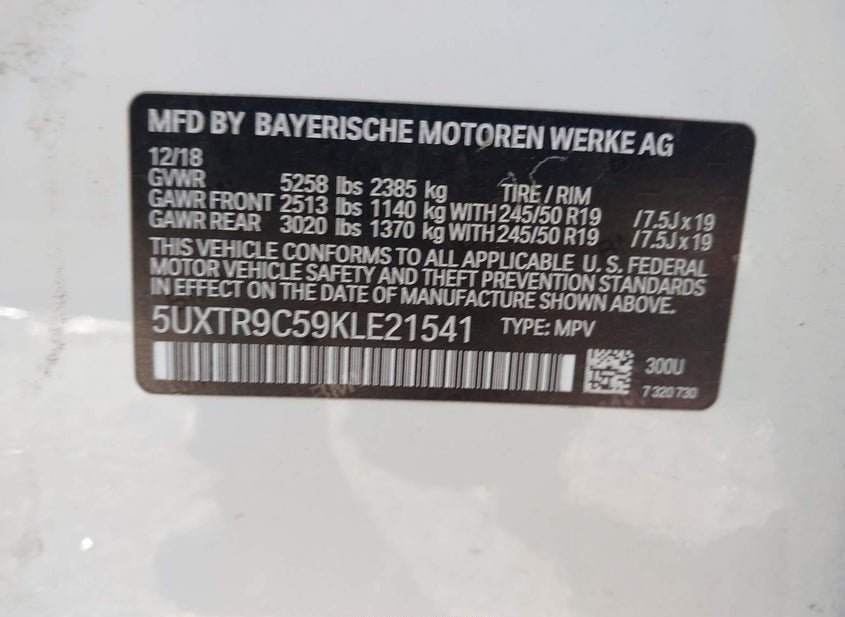 MFD BY BAYERISCHE MOTOREN WERKE AG
12/18
GVWR 5258 lbs 2385 kg TIRE / RIM
GAWR FRONT 2513 lbs 1140 kg WITH 245/50 R19 /7.5J x 19
GAWR REAR 3020 lbs 1370 kg WITH 245/50 R19 /7.5J x 19
THIS VEHICLE CONFORMS TO ALL APPLICABLE U.S. FEDERAL
MOTOR VEHICLE SAFETY AND THEFT PREVENTION STANDARDS
IN EFFECT ON THE DATE OF MANUFACTURE SHOWN ABOVE.
5UXTR9C59KLE21541 TYPE: MPV
300U
7 320 730